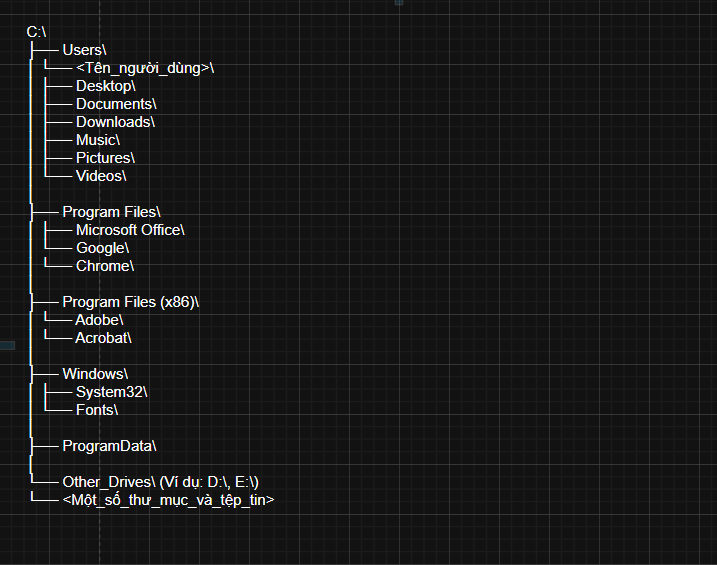 C:\
├── Users\
│ └── <Tên_người_dùng>\
│ ├── Desktop\
│ ├── Documents\
│ ├── Downloads\
│ ├── Music\
│ ├── Pictures\
│ └── Videos\
│
├── Program Files\
│ ├── Microsoft Office\
│ └── Google\
│ └── Chrome\
│
├── Program Files (x86)\
│ └── Adobe\
│ └── Acrobat\
│
├── Windows\
│ ├── System32\
│ └── Fonts\
│
├── ProgramData\
│
└── Other_Drives\ (Ví dụ: D:\, E:\)
└── <Một_số_thư_mục_và_tệp_tin>